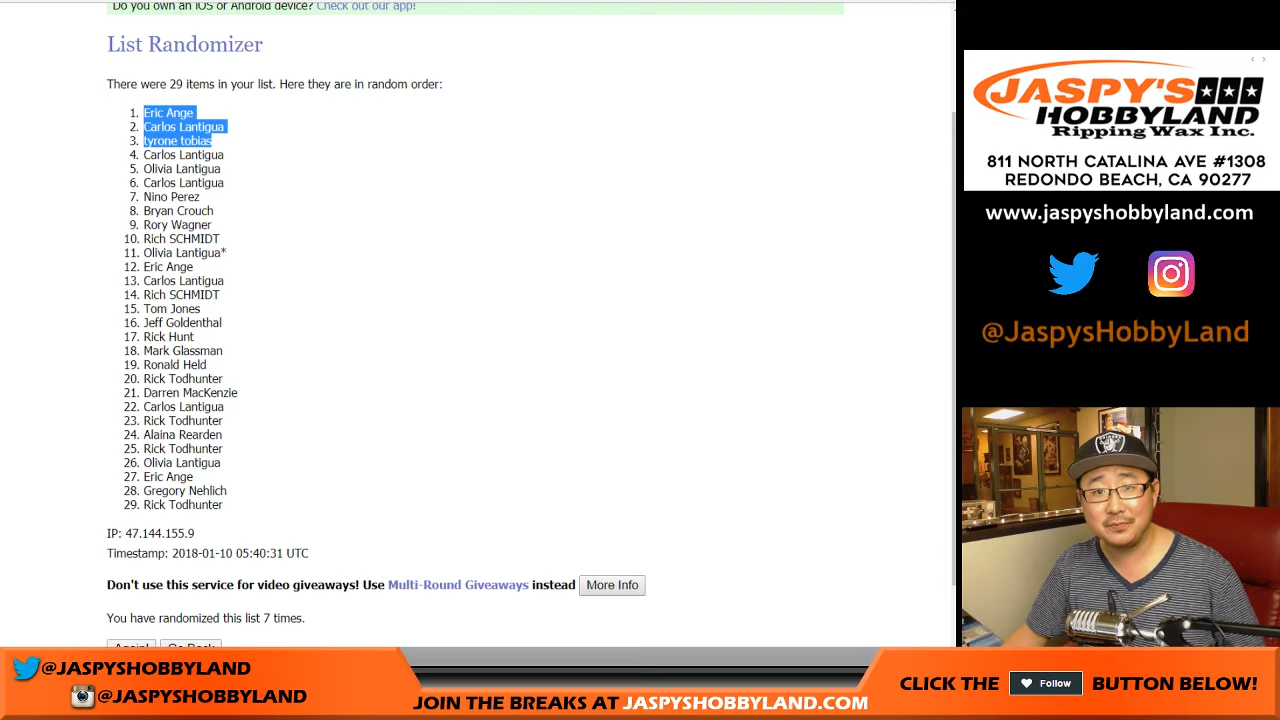 Do you own an iOS or Android device? Check out our app!
List Randomizer
There were 29 items in your list. Here they are in random order:
1. Eric Ange
2. Carlos Lantigua
3. tyrone tobias
4. Carlos Lantigua
5. Olivia Lantigua
6. Carlos Lantigua
7. Nino Perez
8. Bryan Crouch
9. Rory Wagner
10. Rich SCHMIDT
11. Olivia Lantigua*
12. Eric Ange
13. Carlos Lantigua
14. Rich SCHMIDT
15. Tom Jones
16. Jeff Goldenthal
17. Rick Hunt
18. Mark Glassman
19. Ronald Held
20. Rick Todhunter
21. Darren MacKenzie
22. Carlos Lantigua
23. Rick Todhunter
24. Alaina Rearden
25. Rick Todhunter
26. Olivia Lantigua
27. Eric Ange
28. Gregory Nehlich
29. Rick Todhunter
IP: 47.144.155.9
Timestamp: 2018-01-10 05:40:31 UTC
Don't use this service for video giveaways! Use Multi-Round Giveaways instead More Info
You have randomized this list 7 times.
Again! Go Back
JASPY'S
HOBBYLAND
Ripping Wax Inc.
811 NORTH CATALINA AVE #1308
REDONDO BEACH, CA 90277
www.jaspyshobbyland.com
@JaspysHobbyLand
@JASPYSHOBBYLAND
@JASPYSHOBBYLAND
JOIN THE BREAKS AT JASPYSHOBBYLAND.COM
CLICK THE Follow BUTTON BELOW!